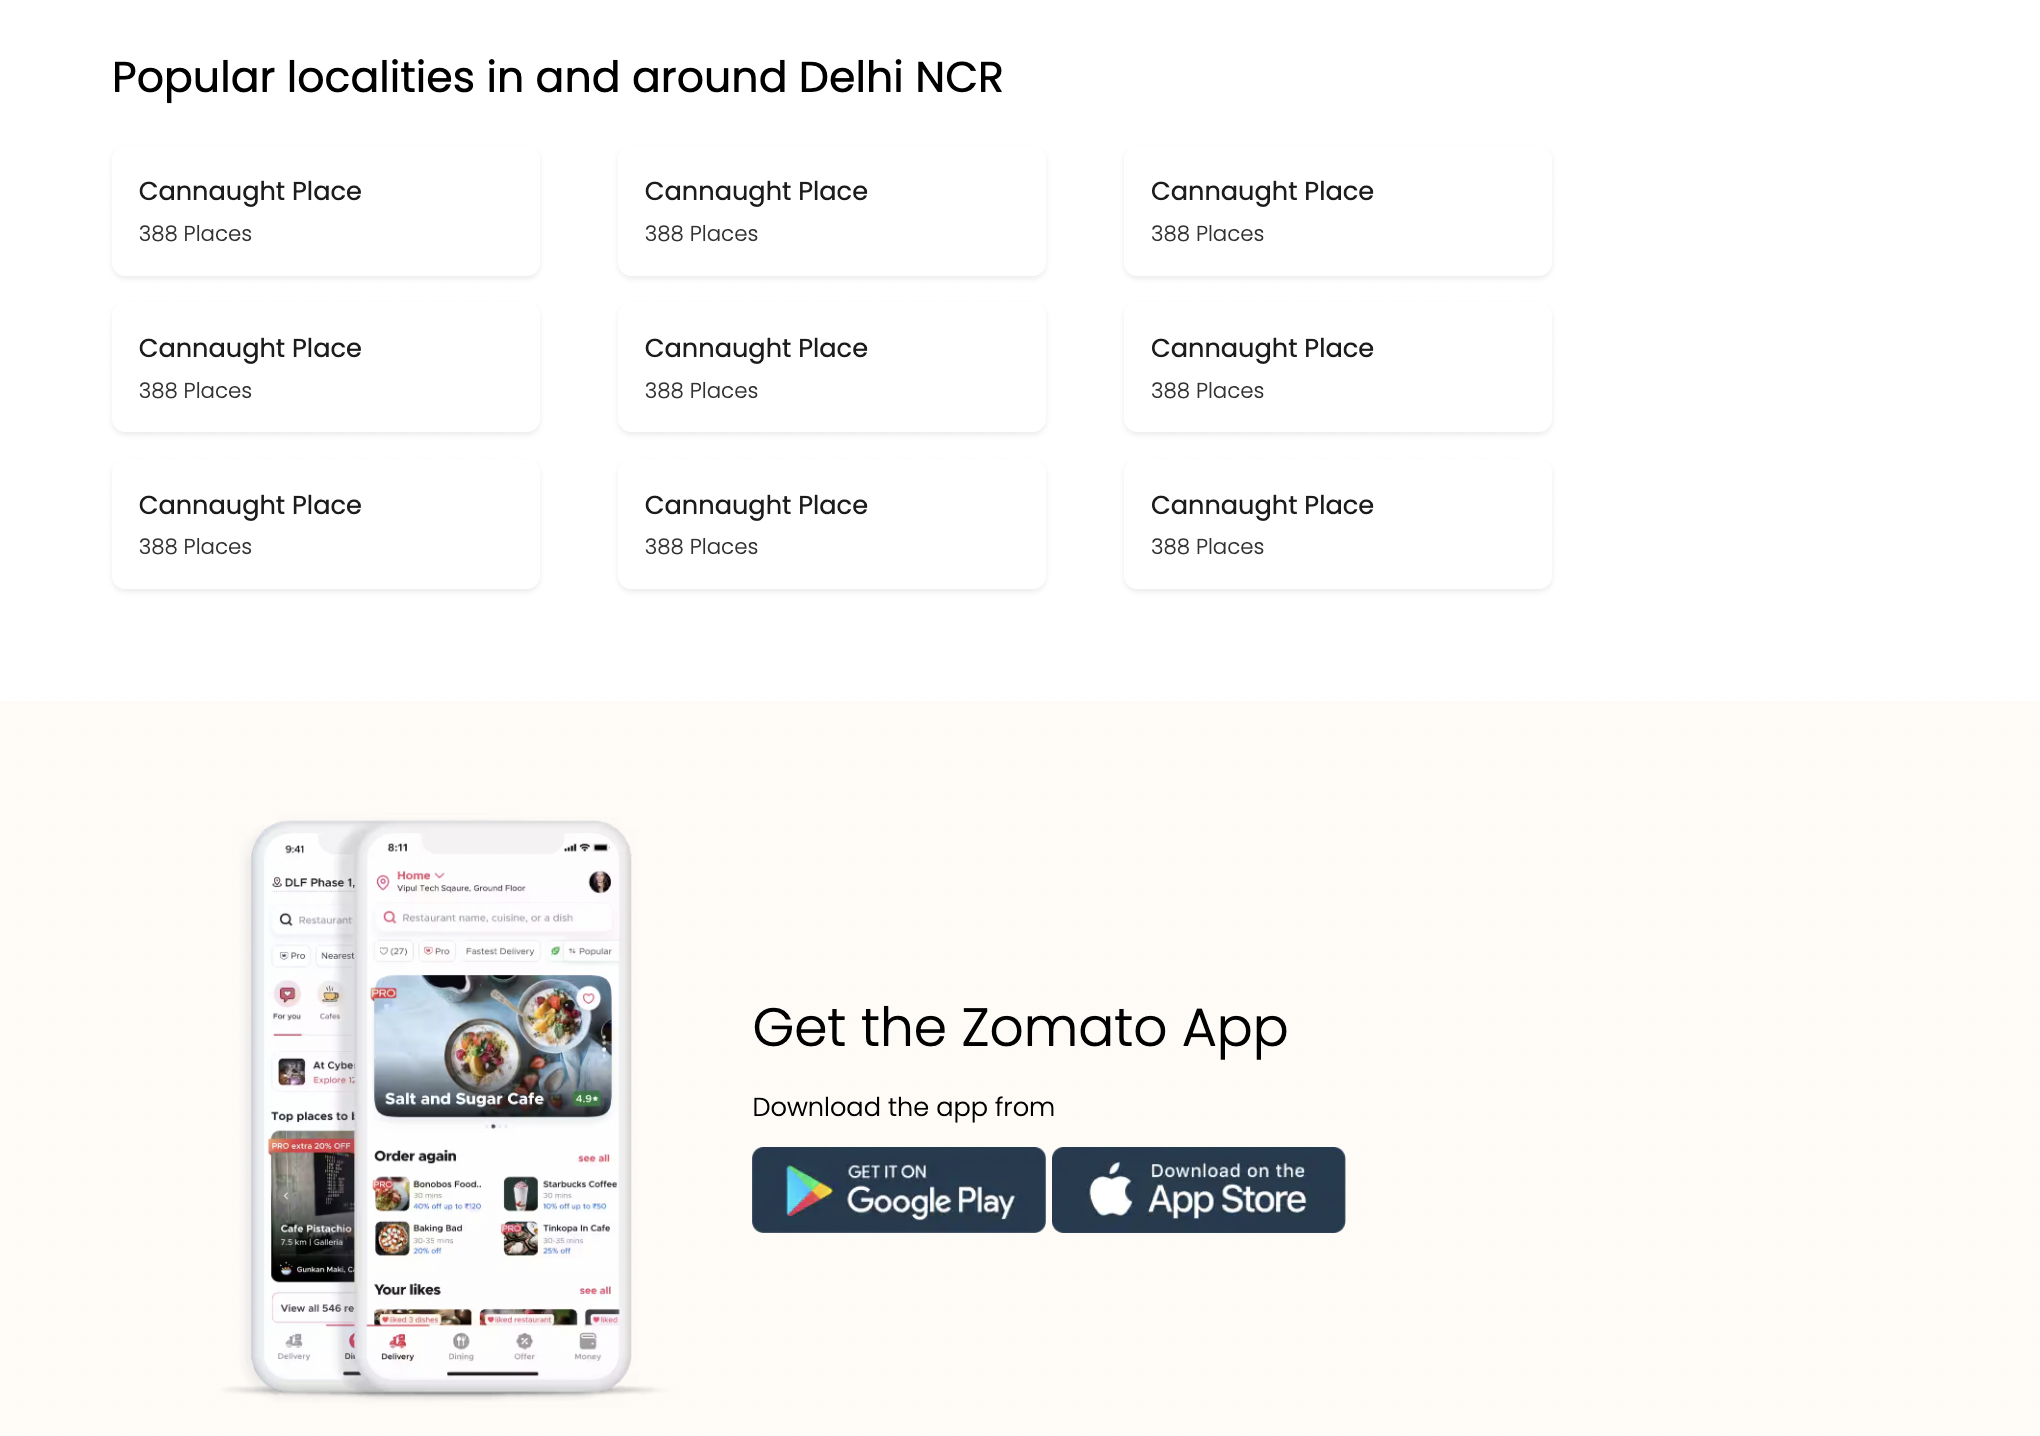 Popular localities in and around Delhi NCR
Cannaught Place
388 Places
Cannaught Place
388 Places
Cannaught Place
388 Places
Cannaught Place
388 Places
Cannaught Place
388 Places
Cannaught Place
388 Places
Cannaught Place
388 Places
Cannaught Place
388 Places
Cannaught Place
388 Places
9:41
DLF Phase 1,
Restaurant
Pro
Nearest
For you
Cafes
At Cybe
Explore 12
Top places to b
PRO extra 20% OFF
Cafe Pistachio
7.5 km | Galleria
Gunkan Maki, C
View all 546 re
Delivery
8:11
Home
Vipul Tech Sqaure, Ground Floor
Restaurant name, cuisine, or a dish
(27)
Pro
Fastest Delivery
Popular
PRO
Salt and Sugar Cafe
4.9★
Order again
see all
PRO
Bonobos Food..
30 mins
40% off up to ₹120
Starbucks Coffee
30 mins
10% off up to ₹50
Baking Bad
30-35 mins
20% off
PRO
Tinkopa In Cafe
30-35 mins
25% off
Your likes
see all
liked 3 dishes
liked restaurant
liked
Delivery
Dining
Offer
Money
Get the Zomato App
Download the app from
GET IT ON
Google Play
Download on the
App Store